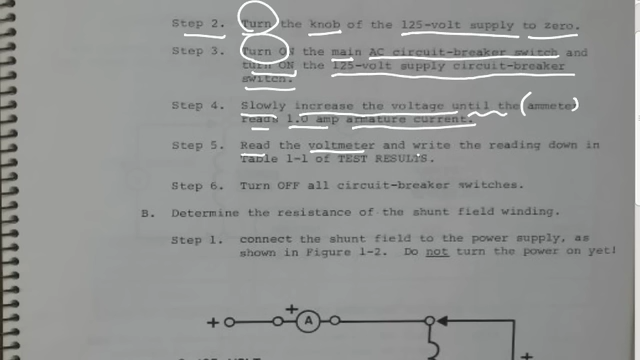 Step 2. Turn the knob of the 125-volt supply to zero.
Step 3. Turn ON the main AC circuit-breaker switch and
turn ON the 125-volt supply circuit-breaker
switch.
Step 4. Slowly increase the voltage until the ammeter
reads 1.0 amp armature current.
Step 5. Read the voltmeter and write the reading down in
Table 1-1 of TEST RESULTS.
Step 6. Turn OFF all circuit-breaker switches.
B. Determine the resistance of the shunt field winding.
Step 1. connect the shunt field to the power supply, as
shown in Figure 1-2. Do not turn the power on yet!
+
+ A
+